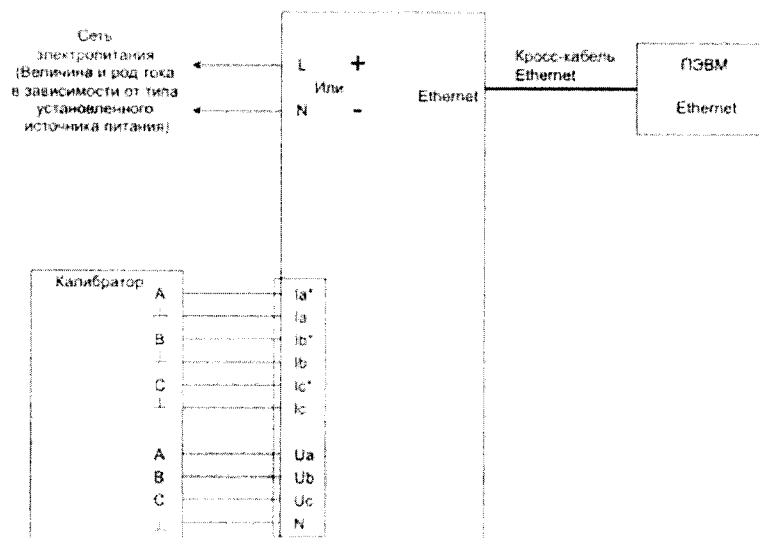 Сеть
электропитания
(Величина и род тока
в зависимости от типа
установленного
источника питания)
L +
Или
N -
Ethernet
Кросс-кабель
Ethernet
ПЭВМ
Ethernet
Калибратор
A Ia*
⊥ Ia
B Ib*
⊥ Ib
C Ic*
⊥ Ic
A Ua
B Ub
C Uc
⊥ N